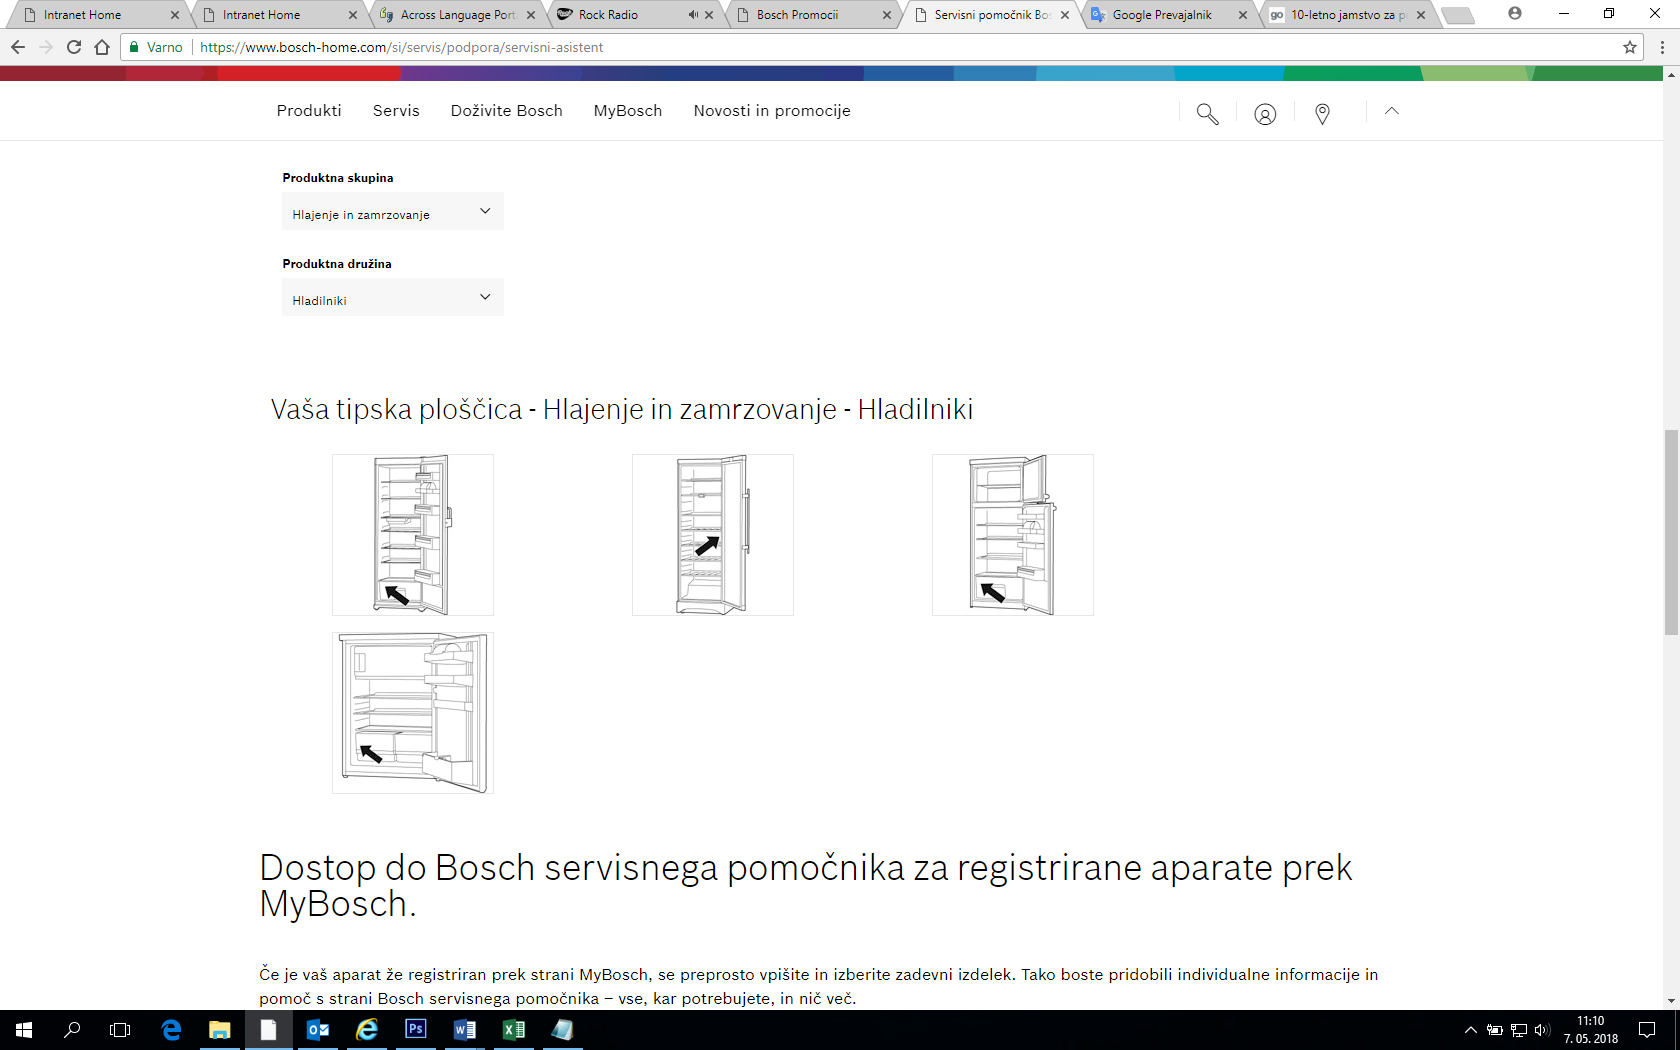 Intranet Home
Intranet Home
Across Language Port
Rock Radio
Bosch Promocii
Servisni pomočnik Bos
Google Prevajalnik
go 10-letno jamstvo za p
Varno
https://www.bosch-home.com/si/servis/podpora/servisni-asistent
Produkti
Servis
Doživite Bosch
MyBosch
Novosti in promocije
Produktna skupina
Hlajenje in zamrzovanje
Produktna družina
Hladilniki
Vaša tipska ploščica - Hlajenje in zamrzovanje - Hladilniki
Dostop do Bosch servisnega pomočnika za registrirane aparate prek
MyBosch.
Če je vaš aparat že registriran prek strani MyBosch, se preprosto vpišite in izberite zadevni izdelek. Tako boste pridobili individualne informacije in
pomoč s strani Bosch servisnega pomočnika – vse, kar potrebujete, in nič več.
11:10
7. 05. 2018